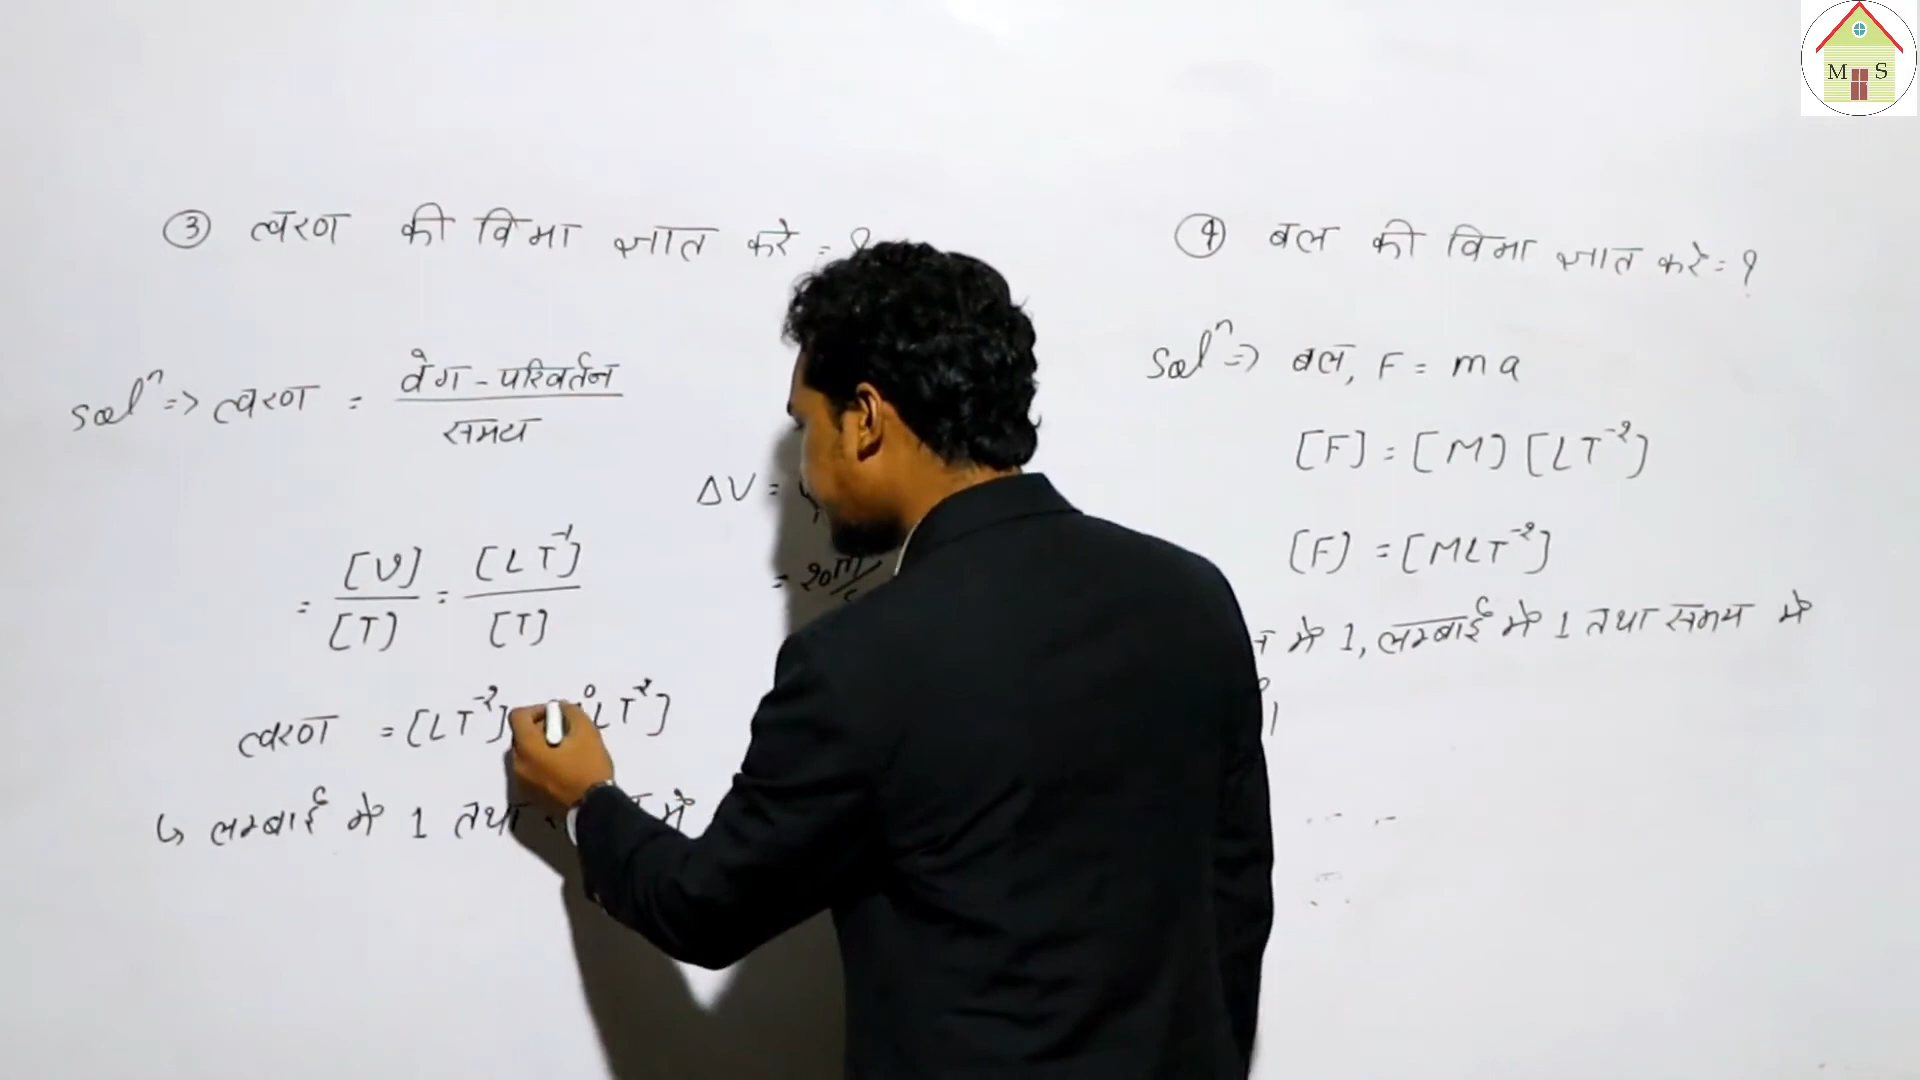 M S
③ त्वरण की विमा ज्ञात करे = ?
Solⁿ => त्वरण = वेग - परिवर्तन
समय
ΔV =
= [V] / [T] = [LT⁻¹] / [T]
= 20 m/
त्वरण = [LT⁻²] ⁰LT⁻²]
↳ लम्बाई में 1 तथा में
④ बल की विमा ज्ञात करे = ?
Solⁿ => बल, F = ma
[F] = [M] [LT⁻²]
[F] = [MLT⁻²]
में 1, लम्बाई में 1 तथा समय में